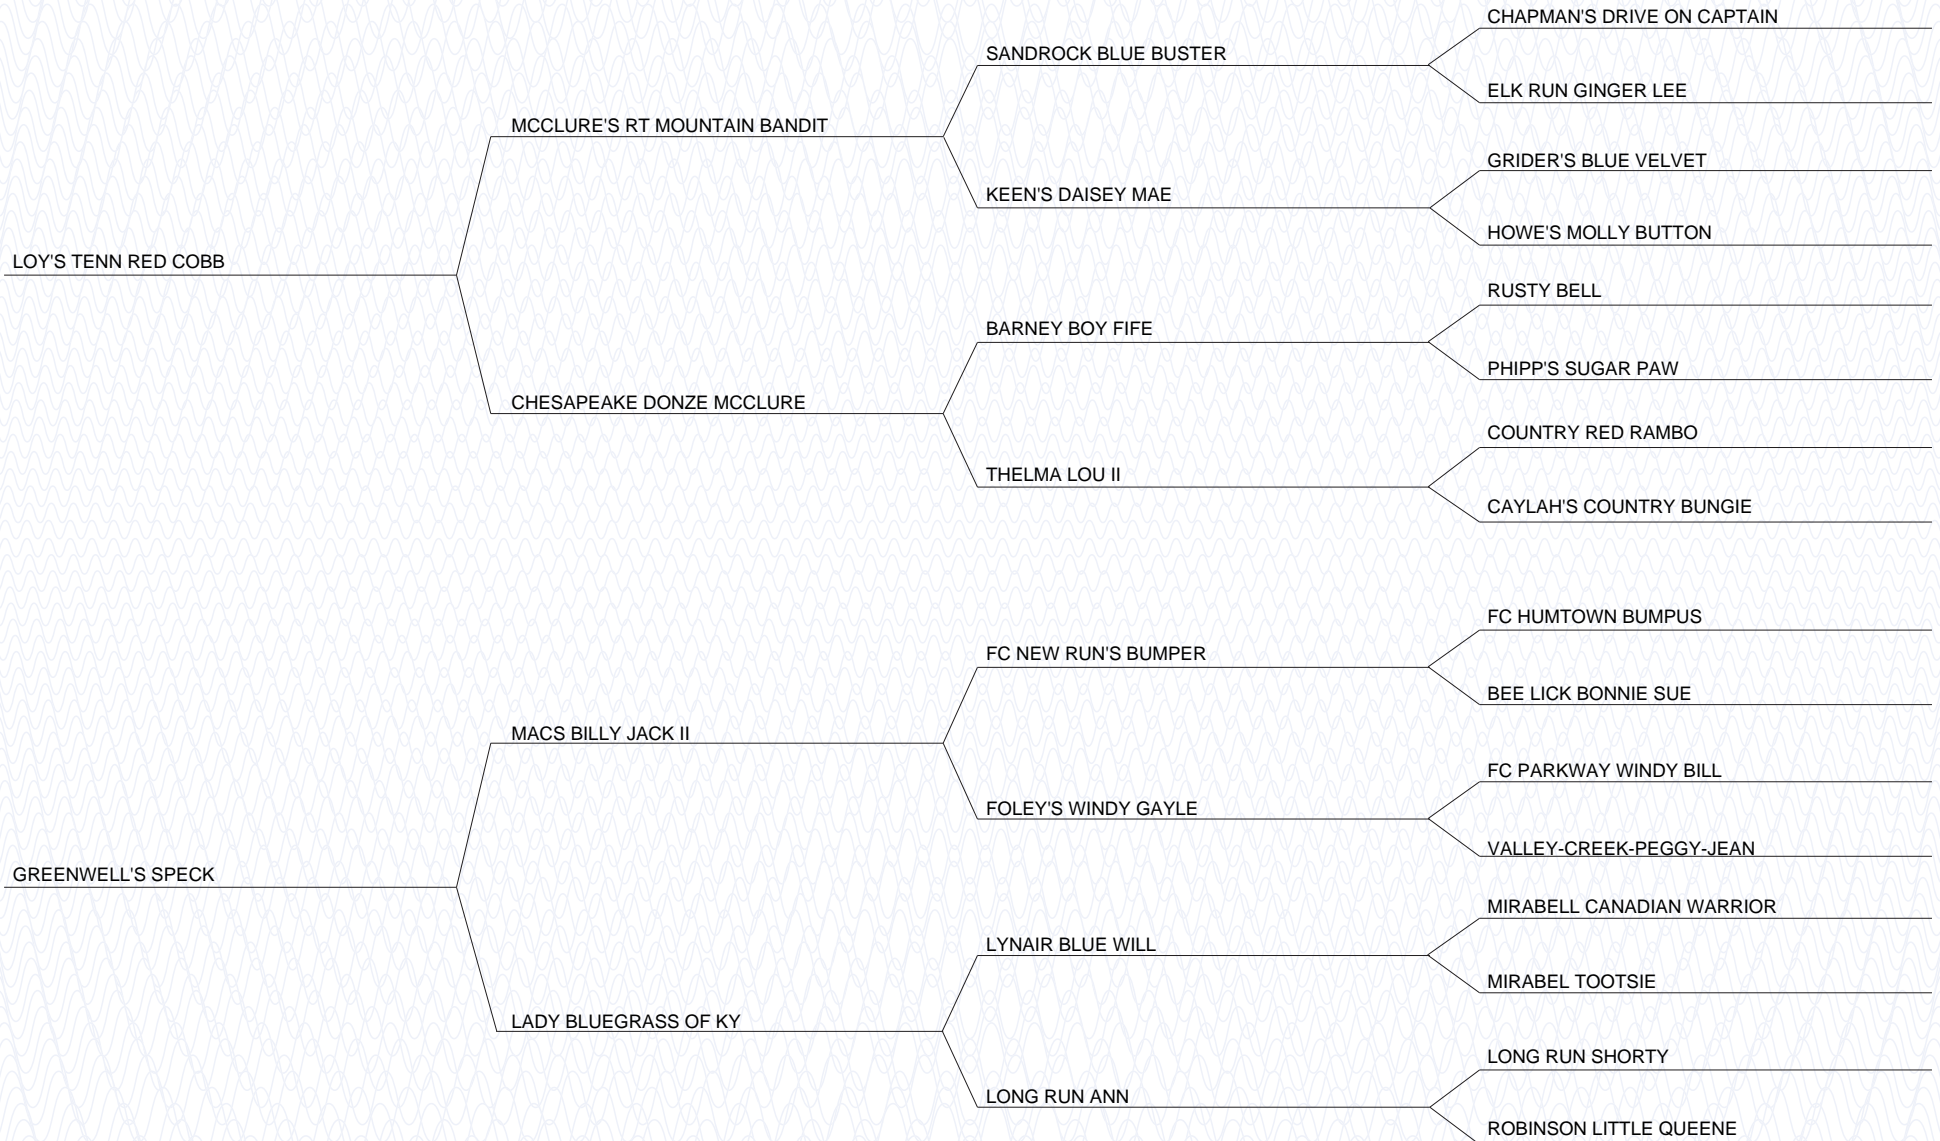 CHAPMAN'S DRIVE ON CAPTAIN
SANDROCK BLUE BUSTER
ELK RUN GINGER LEE
MCCLURE'S RT MOUNTAIN BANDIT
GRIDER'S BLUE VELVET
KEEN'S DAISEY MAE
HOWE'S MOLLY BUTTON
LOY'S TENN RED COBB
RUSTY BELL
BARNEY BOY FIFE
PHIPP'S SUGAR PAW
CHESAPEAKE DONZE MCCLURE
COUNTRY RED RAMBO
THELMA LOU II
CAYLAH'S COUNTRY BUNGIE
FC HUMTOWN BUMPUS
FC NEW RUN'S BUMPER
BEE LICK BONNIE SUE
MACS BILLY JACK II
FC PARKWAY WINDY BILL
FOLEY'S WINDY GAYLE
VALLEY-CREEK-PEGGY-JEAN
GREENWELL'S SPECK
MIRABELL CANADIAN WARRIOR
LYNAIR BLUE WILL
MIRABEL TOOTSIE
LADY BLUEGRASS OF KY
LONG RUN SHORTY
LONG RUN ANN
ROBINSON LITTLE QUEENE